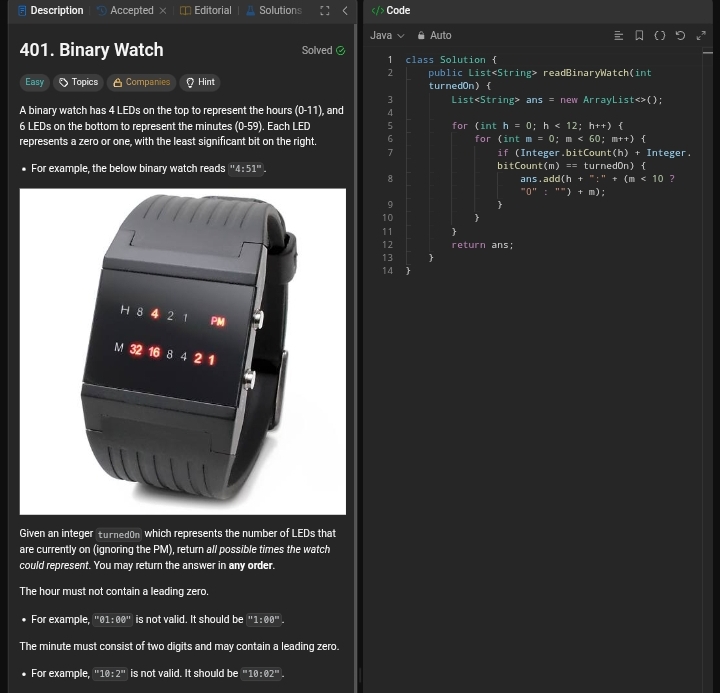 Description
Accepted
Editorial
Solutions
Code
401. Binary Watch
Solved
Easy
Topics
Companies
Hint
A binary watch has 4 LEDs on the top to represent the hours (0-11), and
6 LEDs on the bottom to represent the minutes (0-59). Each LED
represents a zero or one, with the least significant bit on the right.
• For example, the below binary watch reads "4:51".
H 8 4 2 1 PM
M 32 16 8 4 2 1
Given an integer turnedOn which represents the number of LEDs that
are currently on (ignoring the PM), return all possible times the watch
could represent. You may return the answer in any order.
The hour must not contain a leading zero.
• For example, "01:00" is not valid. It should be "1:00".
The minute must consist of two digits and may contain a leading zero.
• For example, "10:2" is not valid. It should be "10:02".
Java
Auto
1 class Solution {
2 public List<String> readBinaryWatch(int
turnedOn) {
3 List<String> ans = new ArrayList<>();
4
5 for (int h = 0; h < 12; h++) {
6 for (int m = 0; m < 60; m++) {
7 if (Integer.bitCount(h) + Integer.
bitCount(m) == turnedOn) {
8 ans.add(h + ":" + (m < 10 ?
"0" : "") + m);
9 }
10 }
11 }
12 return ans;
13 }
14 }